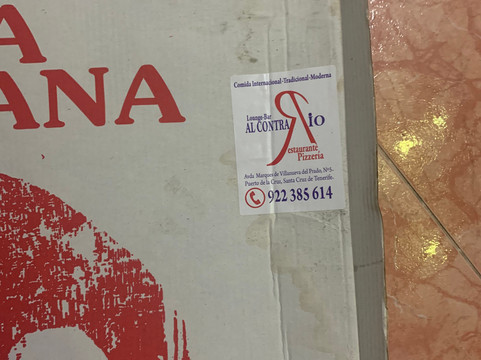 A
ANA
Comida Internacional-Tradicional-Moderna
Lounge-Bar
AL CONTRARIO
Restaurante
Pizzeria
Avda Marques de Villanueva del Prado, Nº5-
Puerto de la Cruz, Santa Cruz de Tenerife.
922 385 614